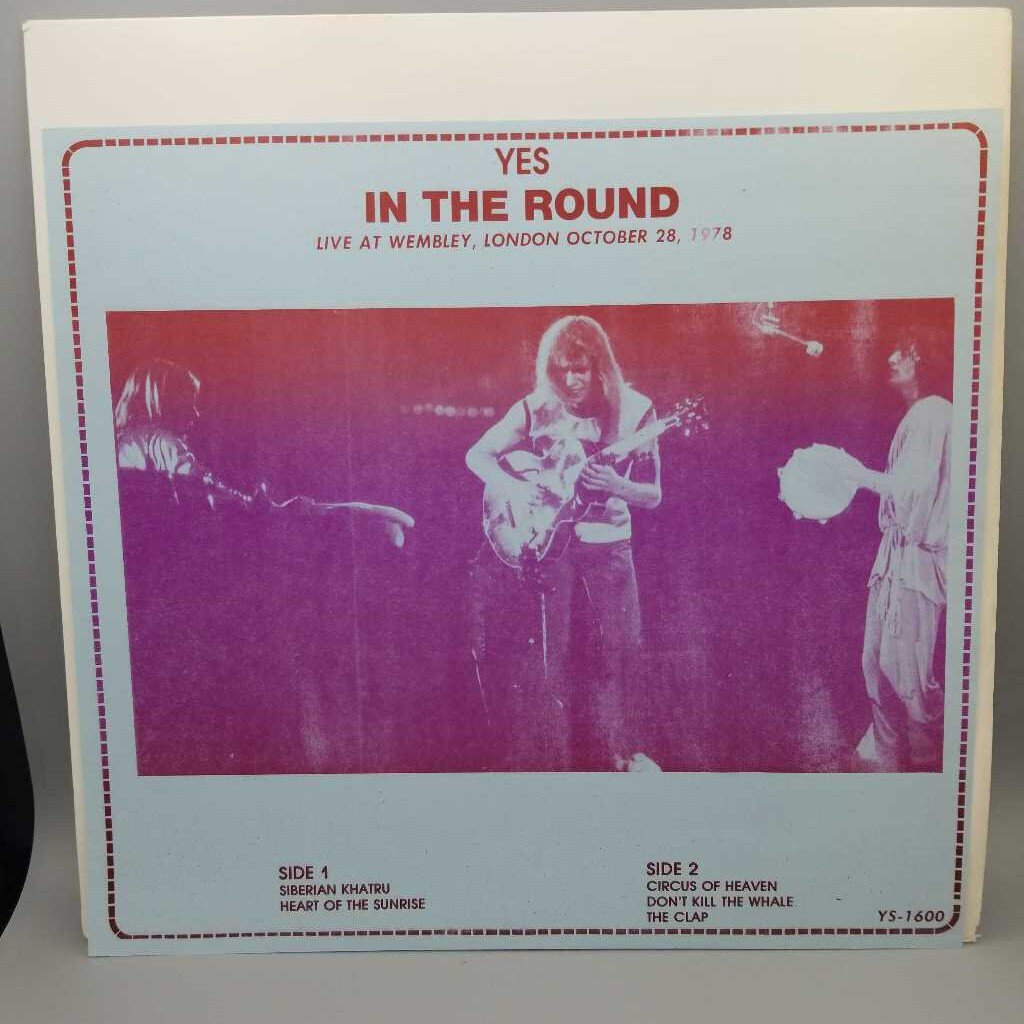 YES
IN THE ROUND
LIVE AT WEMBLEY, LONDON OCTOBER 28, 1978
SIDE 1
SIBERIAN KHATRU
HEART OF THE SUNRISE
SIDE 2
CIRCUS OF HEAVEN
DON'T KILL THE WHALE
THE CLAP
YS-1600